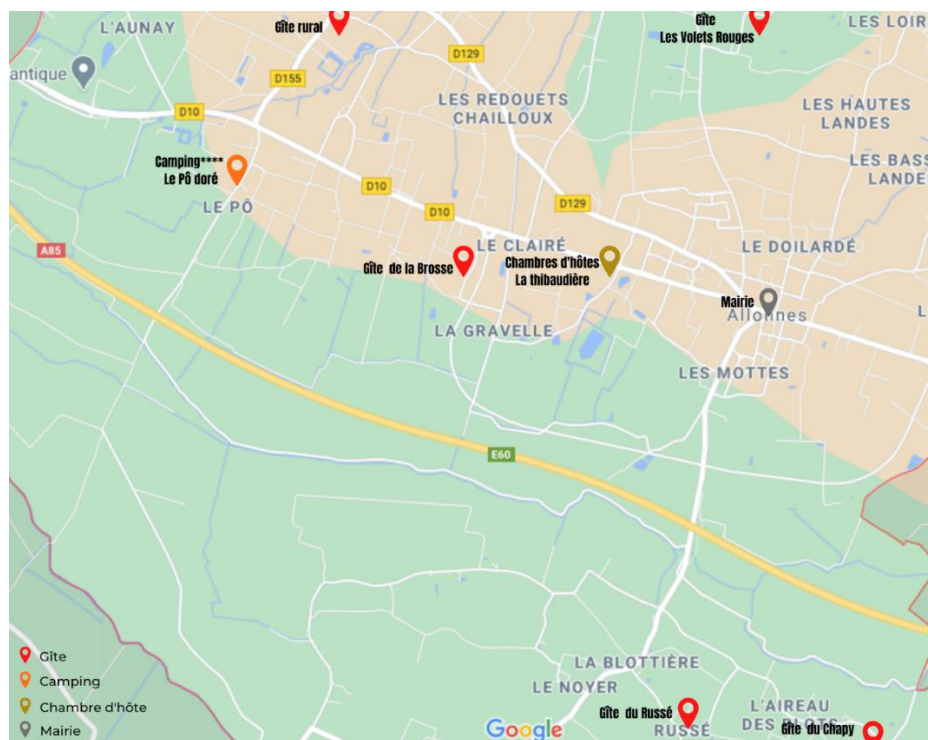 Gîte rural
Gîte
Les Volets Rouges
L'AUNAY
LES LOIR
D129
antique
D155
LES REDOUETS
CHAILLOUX
LES HAUTES
LANDES
D10
Camping****
Le Pô doré
LES BASS
LANDE
D10
D129
LE PÔ
D10
A85
LE CLAIRÉ
LE DOILARDÉ
Gîte de la Brosse
Chambres d'hôtes
La thibaudière
Mairie
Allonnes
LA GRAVELLE
LES MOTTES
E60
Gîte
Camping
Chambre d'hôte
Mairie
LA BLOTTIÈRE
LE NOYER
Gîte du Russé
RUSSÉ
L'AIREAU
DES PLOTS
Gîte du Chapy
Google